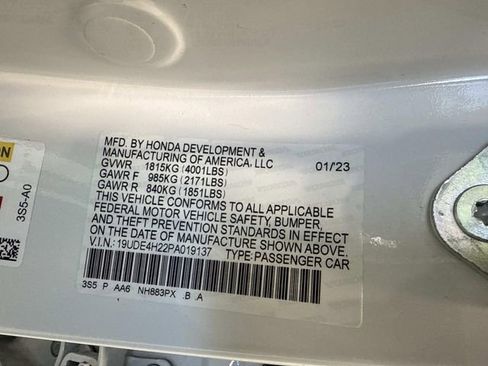 MFD. BY HONDA DEVELOPMENT &
MANUFACTURING OF AMERICA, LLC 01/23
GVWR 1815KG (4001LBS)
GAWR F 985KG (2171LBS)
GAWR R 840KG (1851LBS)
THIS VEHICLE CONFORMS TO ALL APPLICABLE
FEDERAL MOTOR VEHICLE SAFETY BUMPER,
AND THEFT PREVENTION STANDARDS IN EFFECT
ON THE DATE OF MANUFACTURE SHOWN ABOVE.
V.I.N.: 19UDE4H22PA019137 TYPE: PASSENGER CAR
3S5 P AA6 NH883PX .B .A
3S5-A0